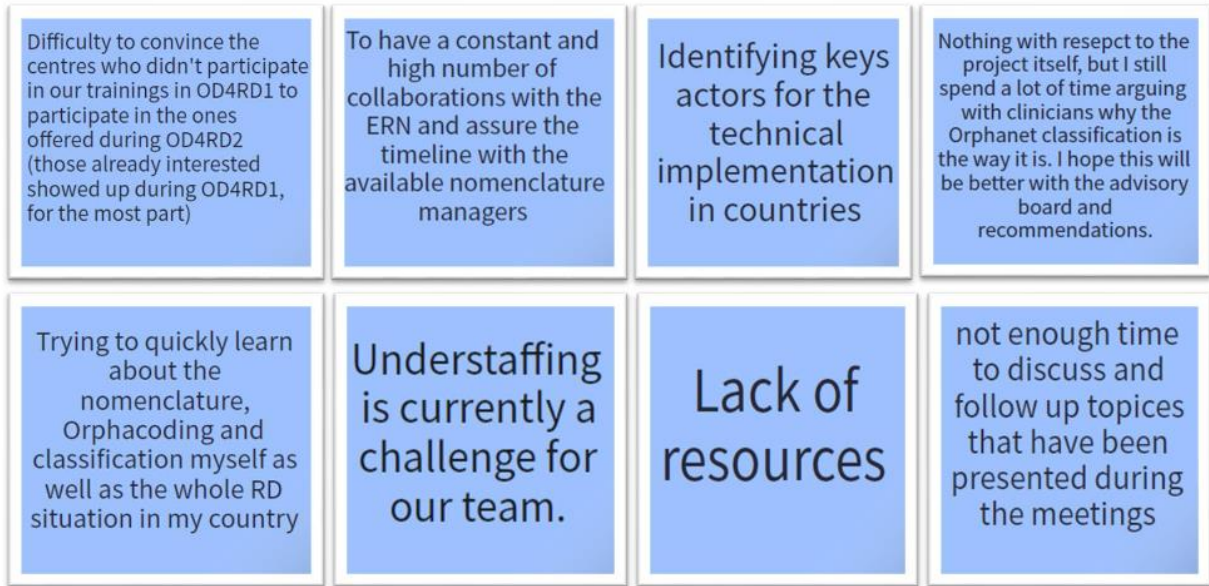 Difficulty to convince the
centres who didn't participate
in our trainings in OD4RD1 to
participate in the ones
offered during OD4RD2
(those already interested
showed up during OD4RD1,
for the most part)
To have a constant and
high number of
collaborations with the
ERN and assure the
timeline with the
available nomenclature
managers
Identifying keys
actors for the
technical
implementation
in countries
Nothing with resepct to the
project itself, but I still
spend a lot of time arguing
with clinicians why the
Orphanet classification is
the way it is. I hope this will
be better with the advisory
board and
recommendations.
Trying to quickly learn
about the
nomenclature,
Orphacoding and
classification myself as
well as the whole RD
situation in my country
Understaffing
is currently a
challenge for
our team.
Lack of
resources
not enough time
to discuss and
follow up topices
that have been
presented during
the meetings